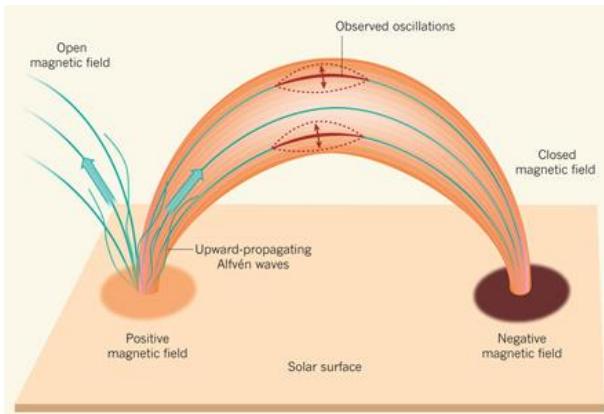 Observed oscillations
Open
magnetic field
Closed
magnetic field
Upward-propagating
Alfvén waves
Positive
magnetic field
Negative
magnetic field
Solar surface